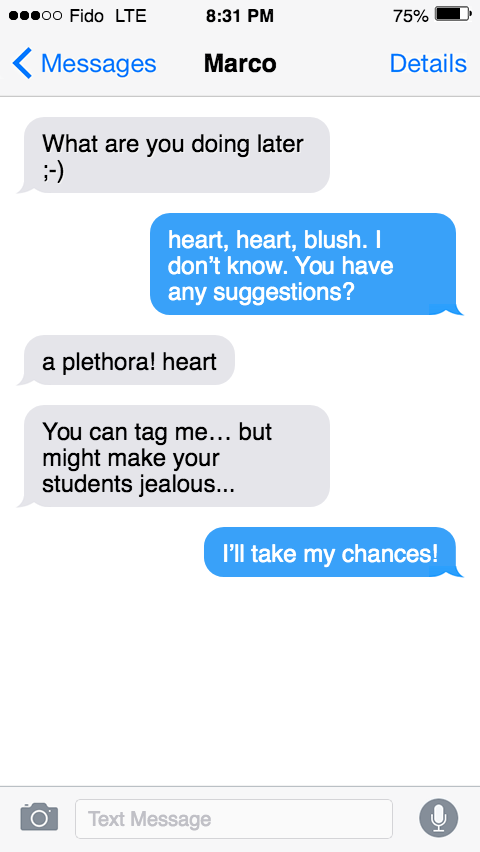 Fido LTE 8:31 PM 75%
Messages Marco Details
What are you doing later
;-)
heart, heart, blush. I
don’t know. You have
any suggestions?
a plethora! heart
You can tag me… but
might make your
students jealous...
I’ll take my chances!
Text Message